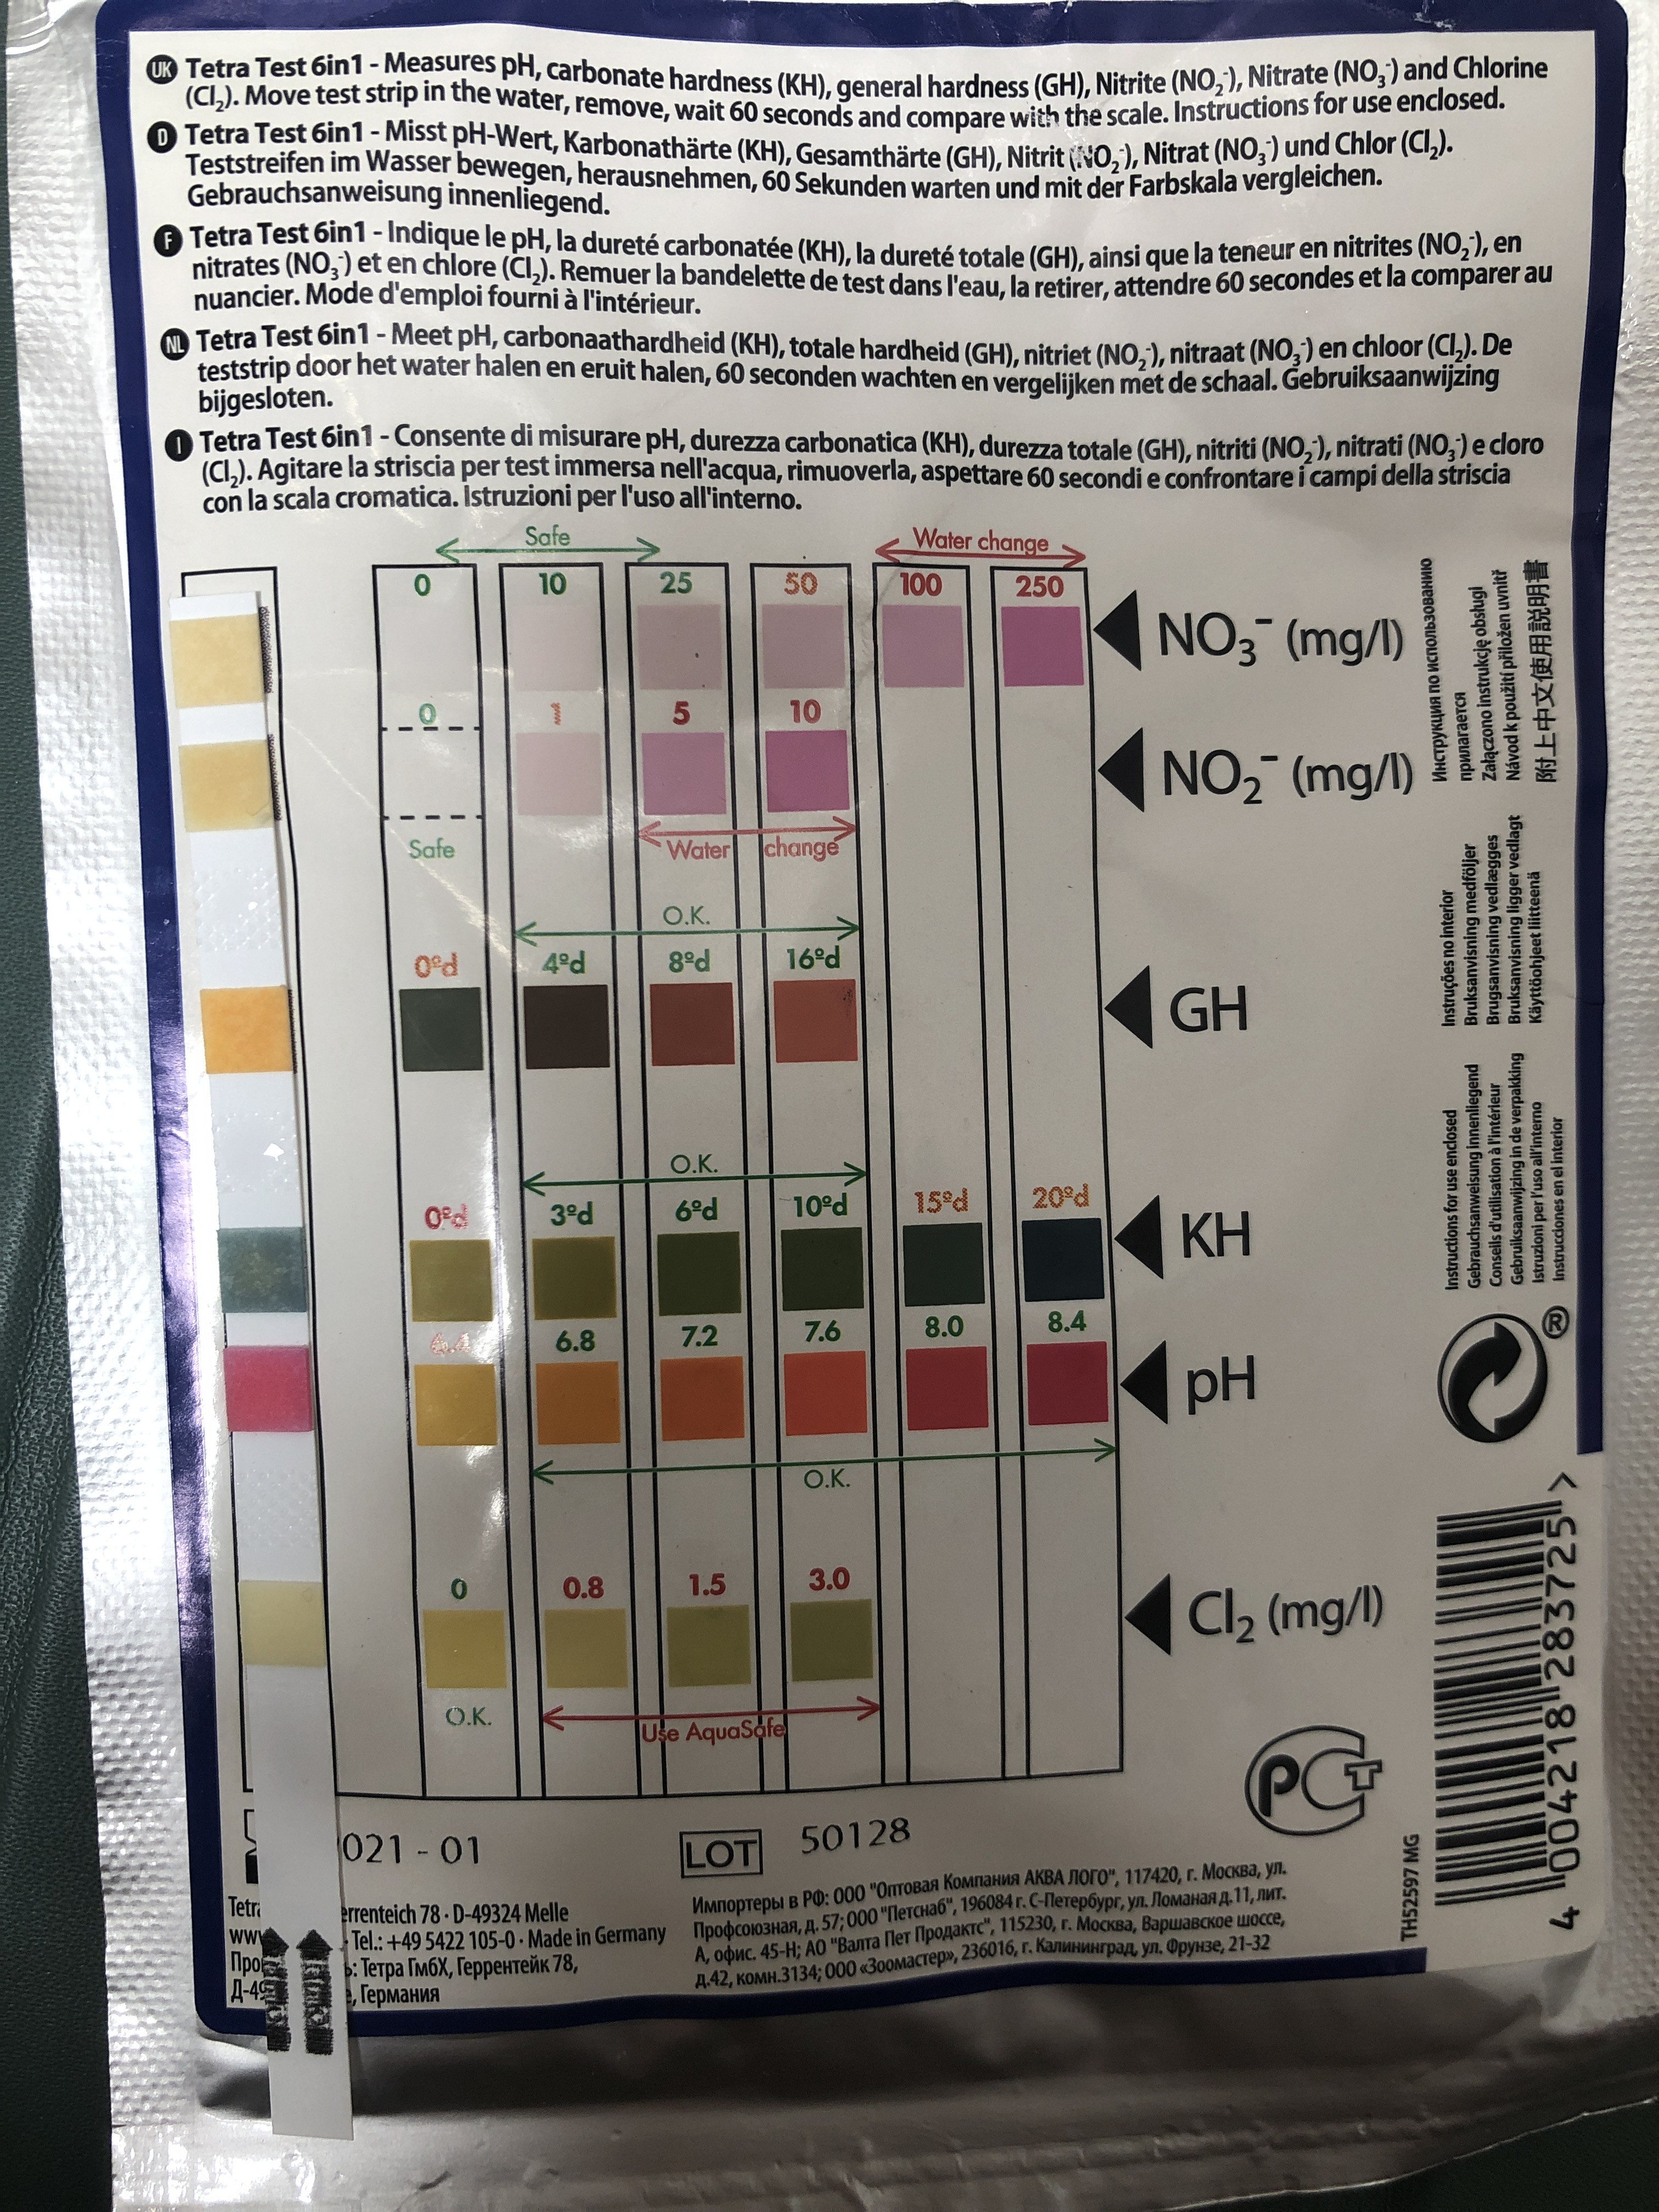 UK Tetra Test 6in1 - Measures pH, carbonate hardness (KH), general hardness (GH), Nitrite (NO₂⁻), Nitrate (NO₃⁻) and Chlorine
(Cl₂). Move test strip in the water, remove, wait 60 seconds and compare with the scale. Instructions for use enclosed.
D Tetra Test 6in1 - Misst pH-Wert, Karbonathärte (KH), Gesamthärte (GH), Nitrit (NO₂⁻), Nitrat (NO₃⁻) und Chlor (Cl₂).
Teststreifen im Wasser bewegen, herausnehmen, 60 Sekunden warten und mit der Farbskala vergleichen.
Gebrauchsanweisung innenliegend.
F Tetra Test 6in1 - Indique le pH, la dureté carbonatée (KH), la dureté totale (GH), ainsi que la teneur en nitrites (NO₂⁻), en
nitrates (NO₃⁻) et en chlore (Cl₂). Remuer la bandelette de test dans l'eau, la retirer, attendre 60 secondes et la comparer au
nuancier. Mode d'emploi fourni à l'intérieur.
NL Tetra Test 6in1 - Meet pH, carbonaathardheid (KH), totale hardheid (GH), nitriet (NO₂⁻), nitraat (NO₃⁻) en chloor (Cl₂). De
teststrip door het water halen en eruit halen, 60 seconden wachten en vergelijken met de schaal. Gebruiksaanwijzing
bijgesloten.
I Tetra Test 6in1 - Consente di misurare pH, durezza carbonatica (KH), durezza totale (GH), nitriti (NO₂⁻), nitrati (NO₃⁻) e cloro
(Cl₂). Agitare la striscia per test immersa nell'acqua, rimuoverla, aspettare 60 secondi e confrontare i campi della striscia
con la scala cromatica. Istruzioni per l'uso all'interno.
Safe Water change
0 10 25 50 100 250
NO₃⁻ (mg/l)
0 1 5 10
NO₂⁻ (mg/l)
Safe Water change
O.K.
0ºd 4ºd 8ºd 16ºd
GH
O.K.
0ºd 3ºd 6ºd 10ºd 15ºd 20ºd
KH
6.4 6.8 7.2 7.6 8.0 8.4
pH
O.K.
0 0.8 1.5 3.0
Cl₂ (mg/l)
O.K. Use AquaSafe
Инструкция по использованию
прилагается
Załączono instrukcję obsługi
Návod k použití přiložen uvnitř
附上中文使用説明書
Instruções no interior
Bruksanvisning medföljer
Brugsanvisning vedlægges
Bruksanvisning ligger vedlagt
Käyttöohjeet liitteenä
Instructions for use enclosed
Gebrauchsanweisung innenliegend
Conseils d'utilisation à l'intérieur
Gebruiksaanwijzing in de verpakking
Istruzioni per l'uso all'interno
Instrucciones en el interior
®
4 004218 283725 >
TH52597 MG
РСТ
021 - 01
LOT 50128
Tetra errenteich 78 · D-49324 Melle
www Tel.: +49 5422 105-0 · Made in Germany
Про ь: Тетра ГмбХ, Геррентейк 78,
Д-49 е, Германия
Импортеры в РФ: ООО "Оптовая Компания АКВА ЛОГО", 117420, г. Москва, ул.
Профсоюзная, д. 57; ООО "Петснаб", 196084 г. С-Петербург, ул. Ломаная д.11, лит.
А, офис. 45-Н; АО "Валта Пет Продактс", 115230, г. Москва, Варшавское шоссе,
д.42, комн.3134; ООО «Зоомастер», 236016, г. Калининград, ул. Фрунзе, 21-32